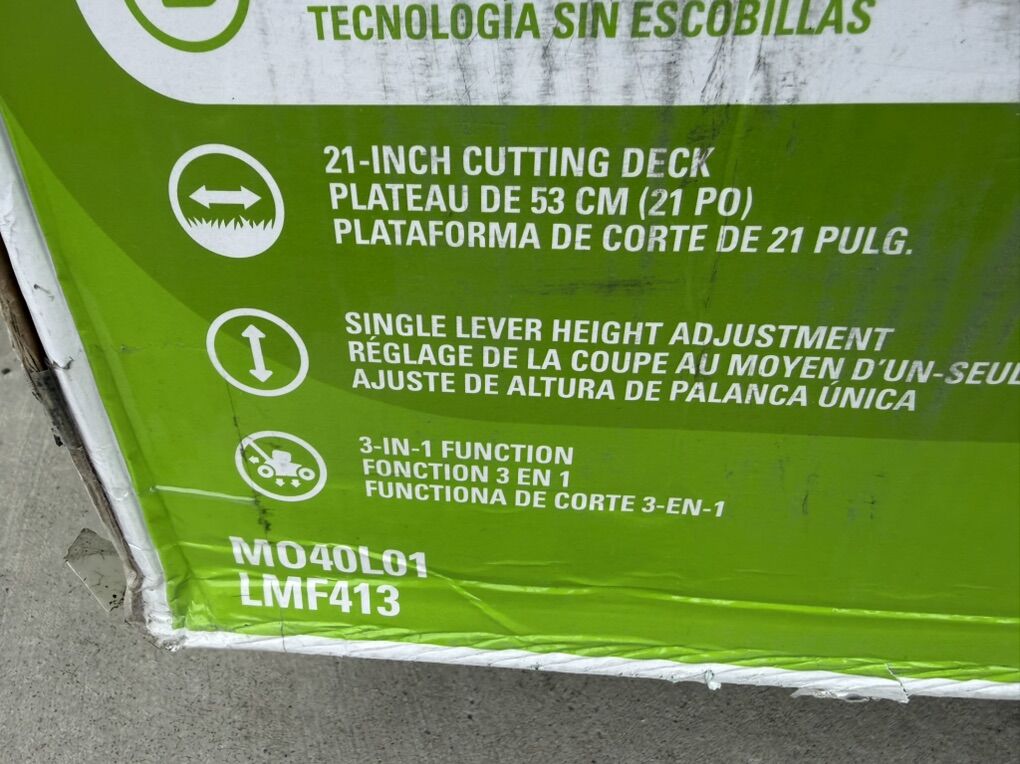 TECNOLOGÍA SIN ESCOBILLAS
21-INCH CUTTING DECK
PLATEAU DE 53 CM (21 PO)
PLATAFORMA DE CORTE DE 21 PULG.
SINGLE LEVER HEIGHT ADJUSTMENT
RÉGLAGE DE LA COUPE AU MOYEN D'UN-SEUL
AJUSTE DE ALTURA DE PALANCA ÚNICA
3-IN-1 FUNCTION
FONCTION 3 EN 1
FUNCTIONA DE CORTE 3-EN-1
MO40L01
LMF413